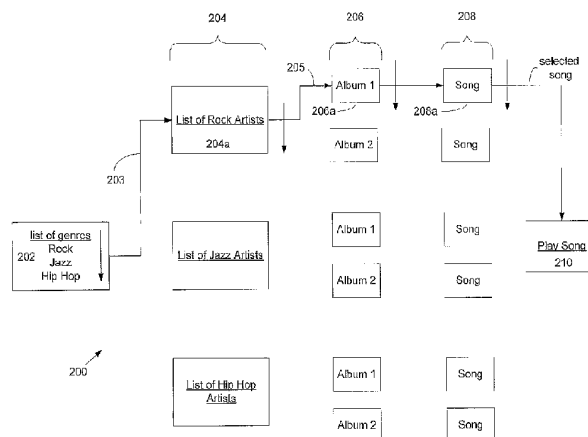 204
206
208
205
Album 1
Song
selected
song
List of Rock Artists
204a
206a
208a
203
Album 2
Song
list of genres
202
Rock
Jazz
Hip Hop
List of Jazz Artists
Album 1
Song
Album 2
Song
Play Song
210
200
List of Hip Hop
Artists
Album 1
Song
Album 2
Song